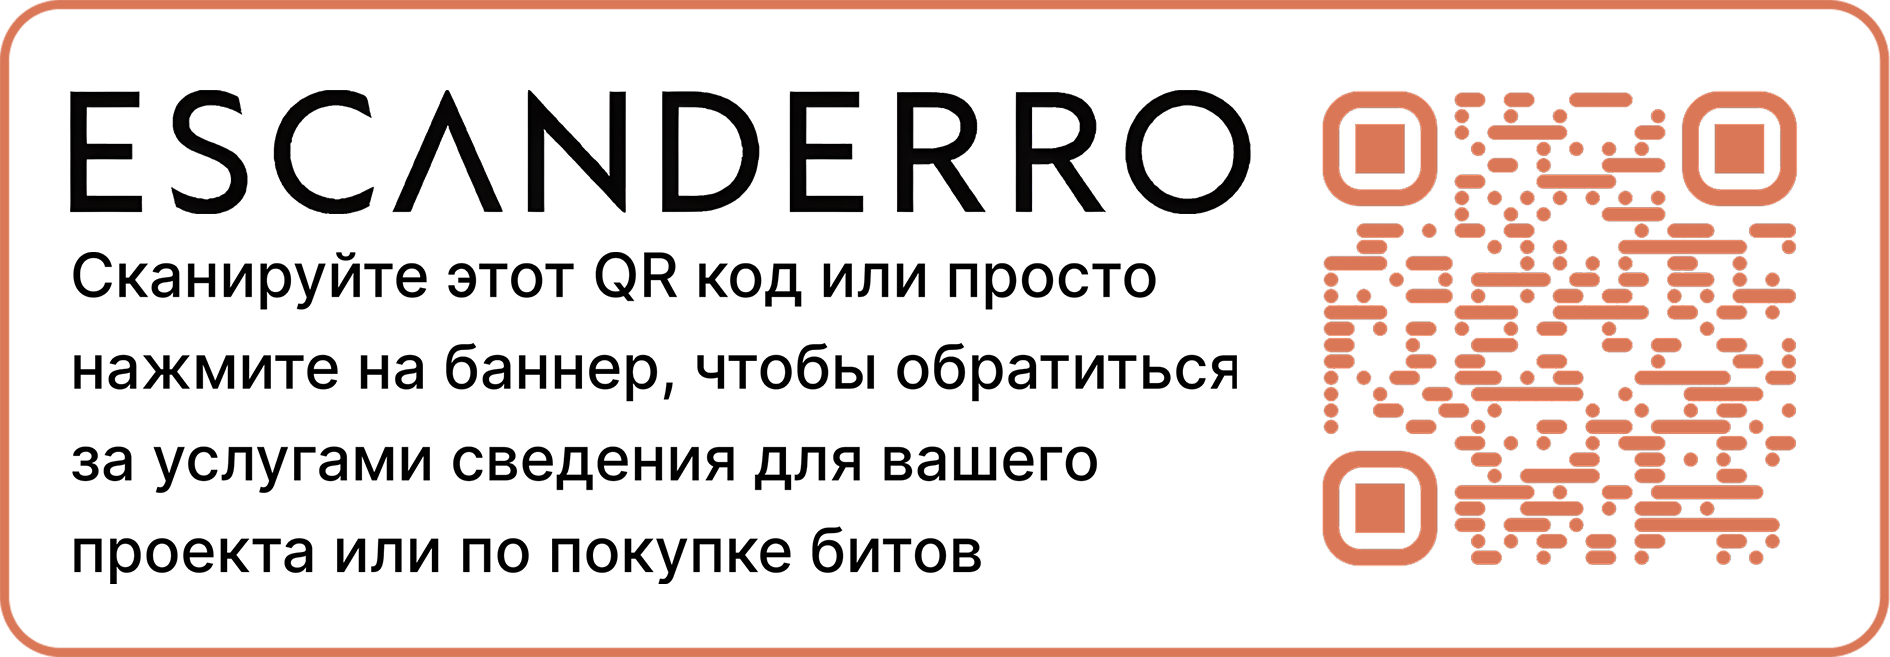 ESCANDERRO
Сканируйте этот QR код или просто
нажмите на баннер, чтобы обратиться
за услугами сведения для вашего
проекта или по покупке битов